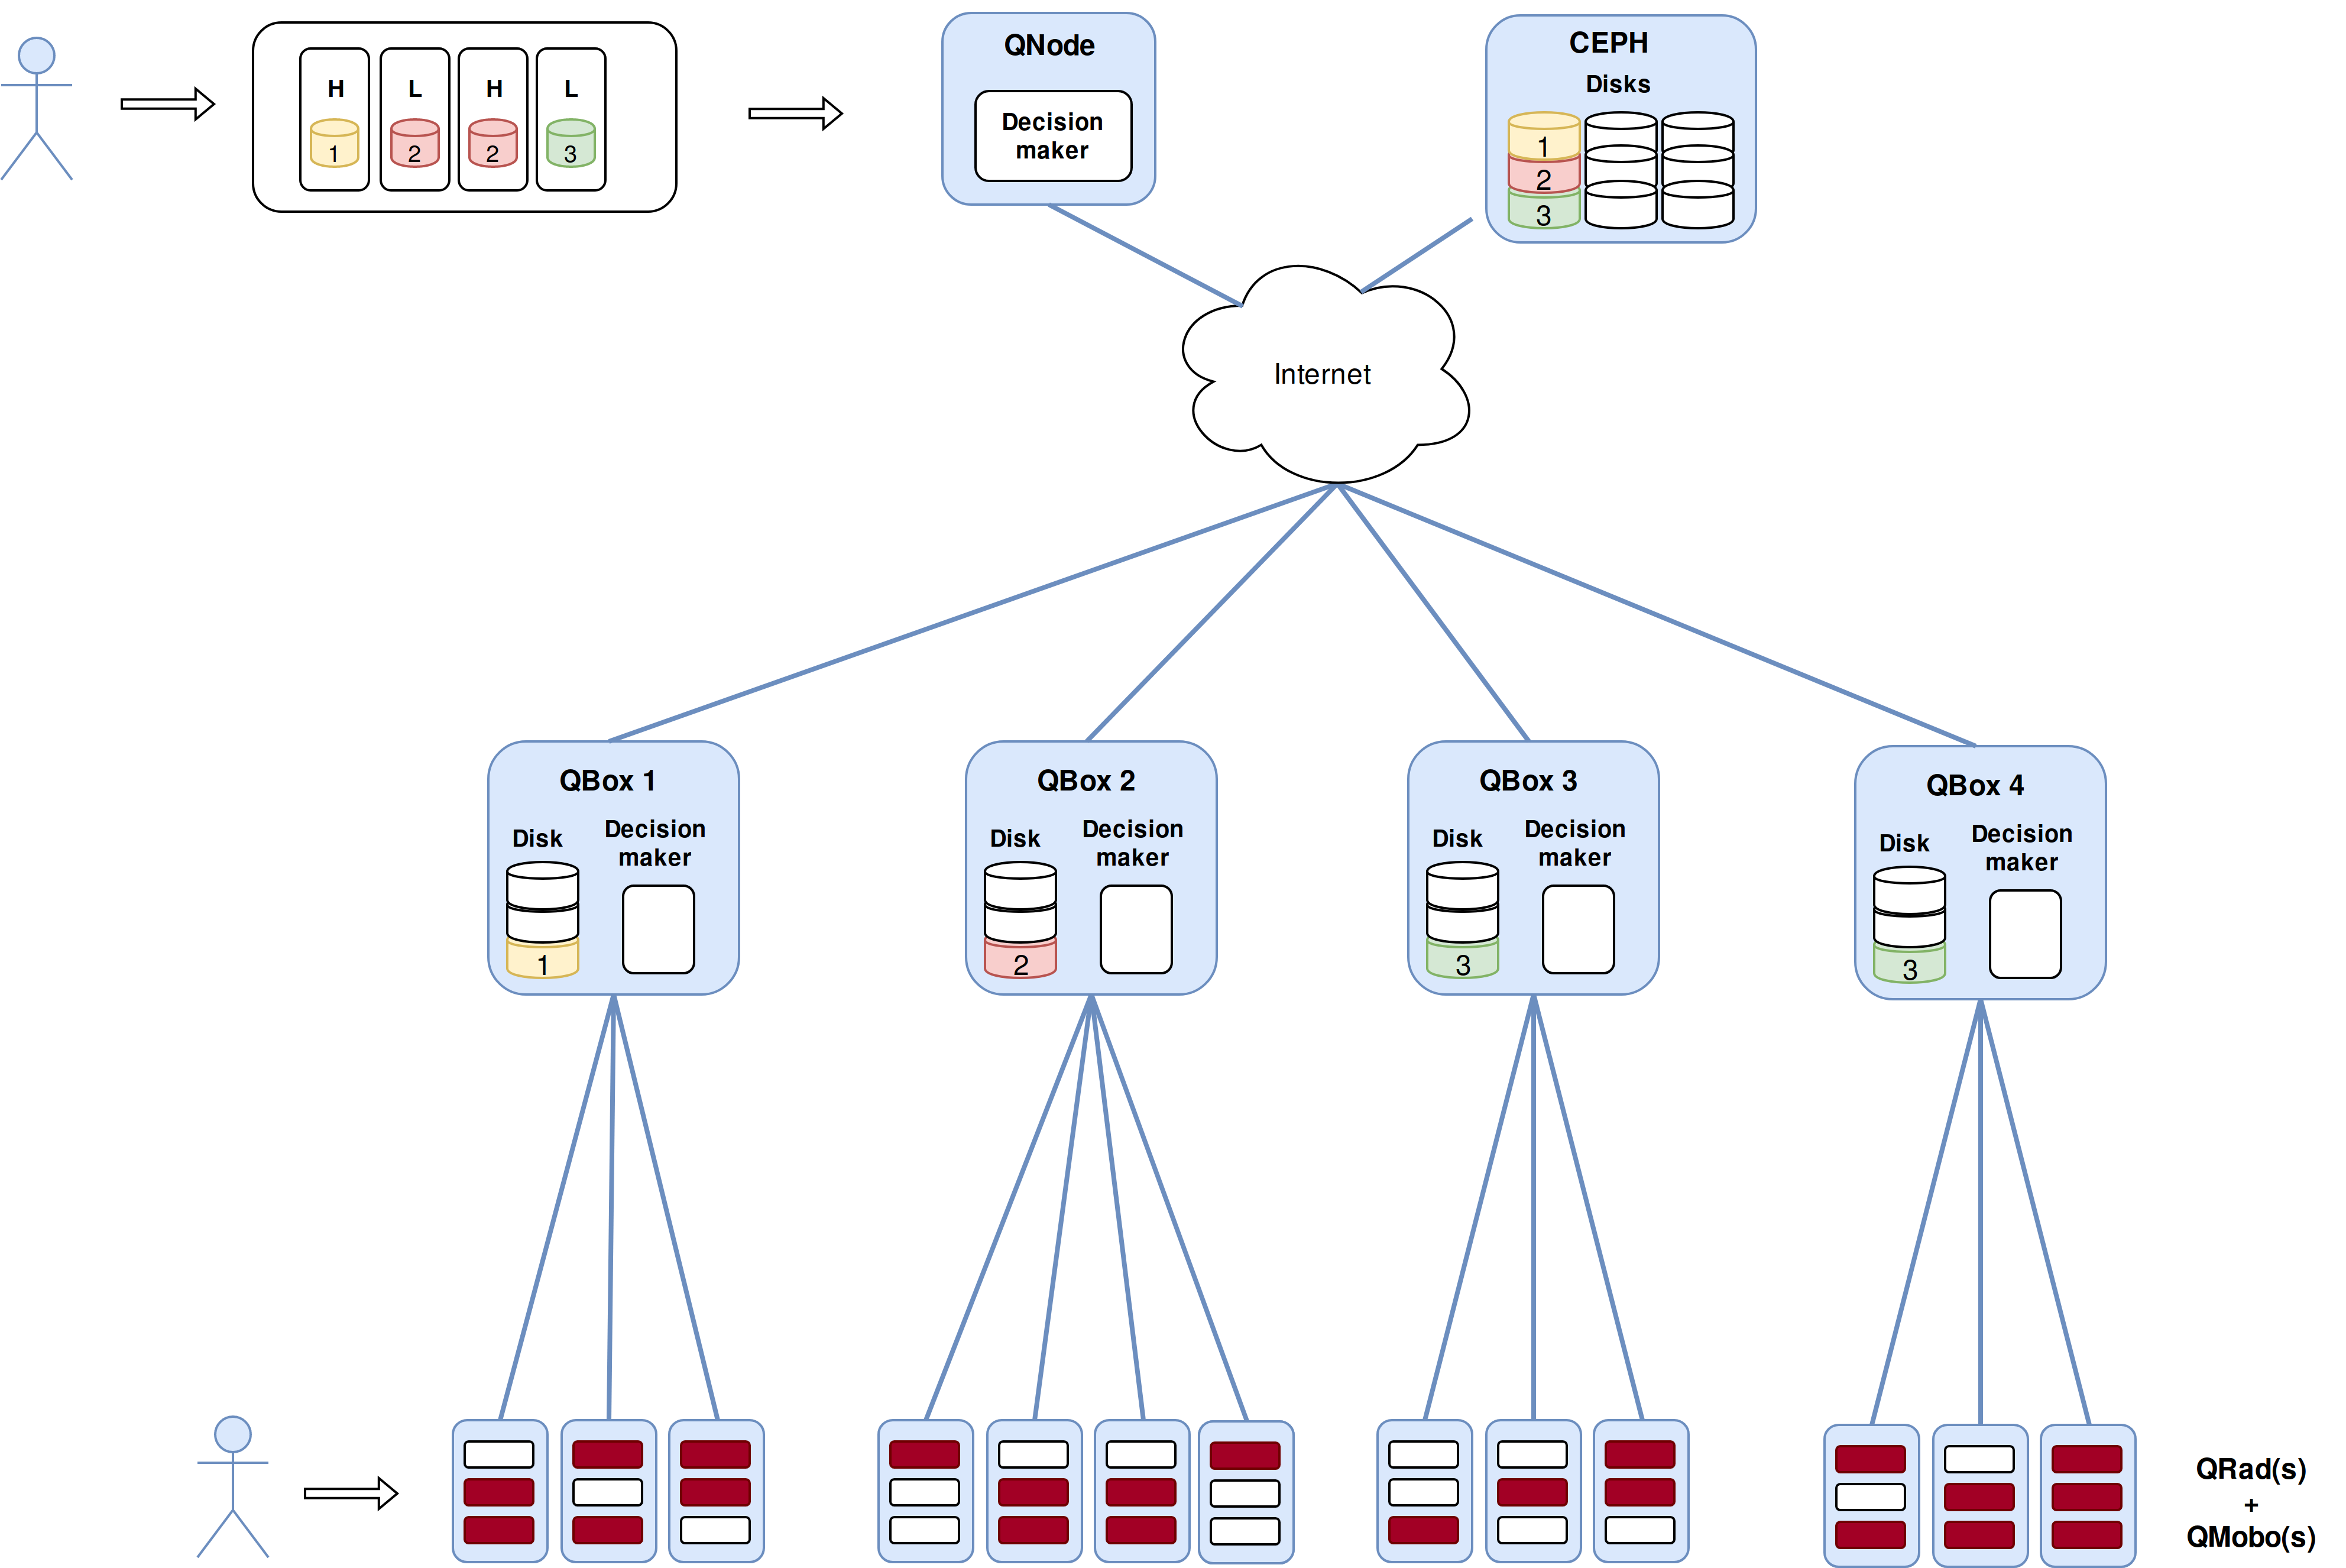 H L H L
1 2 2 3
QNode
Decision
maker
CEPH
Disks
1
2
3
Internet
QBox 1
Disk
Decision
maker
1
QBox 2
Disk
Decision
maker
2
QBox 3
Disk
Decision
maker
3
QBox 4
Disk
Decision
maker
3
QRad(s)
+
QMobo(s)